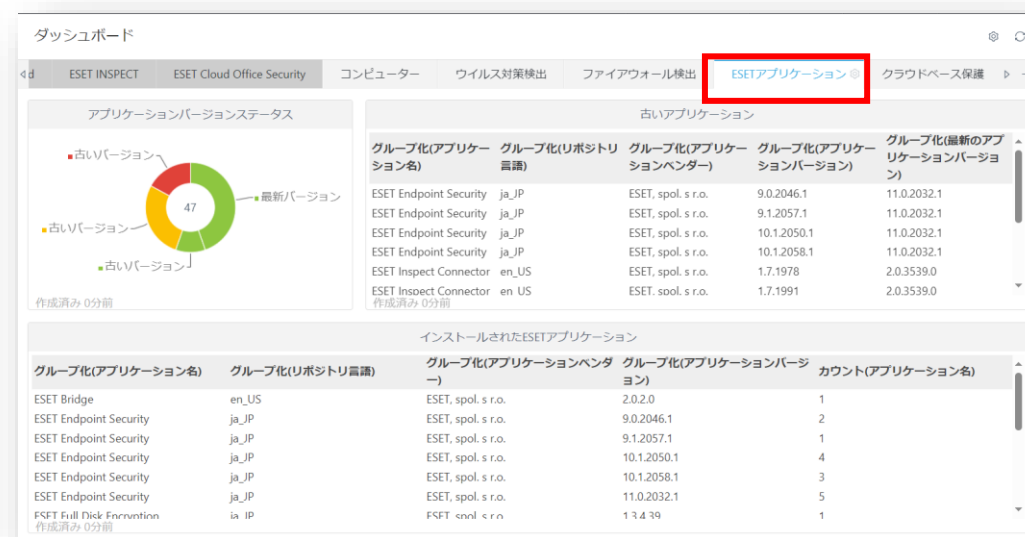 ダッシュボード
d ESET INSPECT ESET Cloud Office Security コンピューター ウイルス対策検出 ファイアウォール検出 ESETアプリケーション クラウドベース保護
アプリケーションバージョンステータス
古いバージョン
最新バージョン
47
古いバージョン
古いバージョン
作成済み 0分前
古いアプリケーション
グループ化(アプリケーション名) グループ化(リポジトリ言語) グループ化(アプリケーションベンダー) グループ化(アプリケーションバージョン) グループ化(最新のアプリケーションバージョン)
ESET Endpoint Security ja_JP ESET, spol. s r.o. 9.0.2046.1 11.0.2032.1
ESET Endpoint Security ja_JP ESET, spol. s r.o. 9.1.2057.1 11.0.2032.1
ESET Endpoint Security ja_JP ESET, spol. s r.o. 10.1.2050.1 11.0.2032.1
ESET Endpoint Security ja_JP ESET, spol. s r.o. 10.1.2058.1 11.0.2032.1
ESET Inspect Connector en_US ESET, spol. s r.o. 1.7.1978 2.0.3539.0
ESET Inspect Connector en_US ESET, spol. s r.o. 1.7.1991 2.0.3539.0
作成済み 0分前
インストールされたESETアプリケーション
グループ化(アプリケーション名) グループ化(リポジトリ言語) グループ化(アプリケーションベンダー) グループ化(アプリケーションバージョン) カウント(アプリケーション名)
ESET Bridge en_US ESET, spol. s r.o. 2.0.2.0 1
ESET Endpoint Security ja_JP ESET, spol. s r.o. 9.0.2046.1 2
ESET Endpoint Security ja_JP ESET, spol. s r.o. 9.1.2057.1 1
ESET Endpoint Security ja_JP ESET, spol. s r.o. 10.1.2050.1 4
ESET Endpoint Security ja_JP ESET, spol. s r.o. 10.1.2058.1 3
ESET Endpoint Security ja_JP ESET, spol. s r.o. 11.0.2032.1 5
ESET Full Disk Encryption ja_JP ESET, spol. s r.o. 1.3.4.39 1
作成済み 0分前